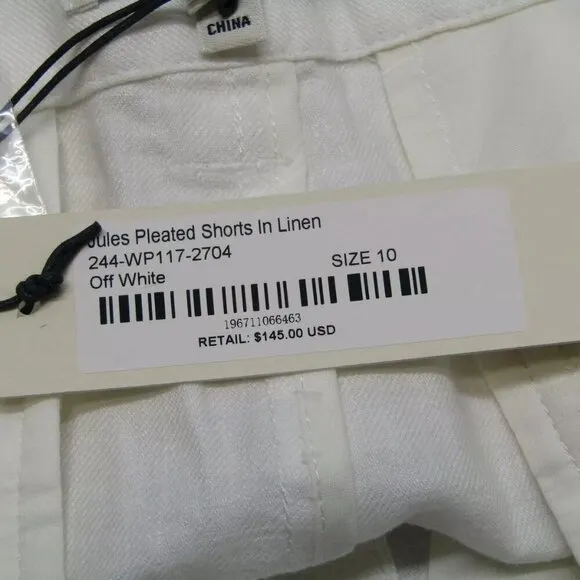 CHINA
Jules Pleated Shorts In Linen
244-WP117-2704
Off White
SIZE 10
196711066463
RETAIL: $145.00 USD